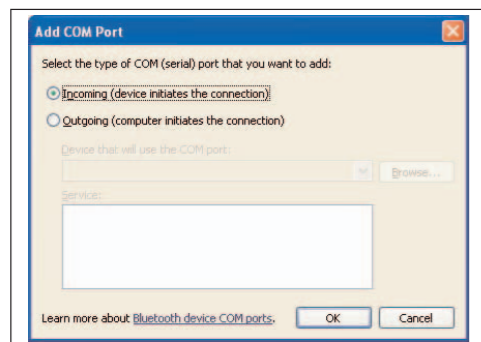 Add COM Port
Select the type of COM (serial) port that you want to add:
Incoming (device initiates the connection)
Outgoing (computer initiates the connection)
Device that will use the COM port:
Browse...
Service:
Learn more about Bluetooth device COM ports.
OK
Cancel